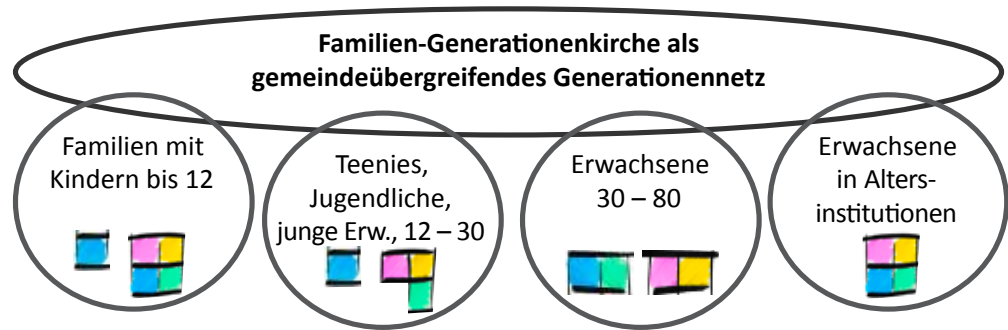 Familien-Generationenkirche als
gemeindeübergreifendes Generationennetz
Familien mit
Kindern bis 12
Teenies,
Jugendliche,
junge Erw., 12 – 30
Erwachsene
30 – 80
Erwachsene
in Alters-
institutionen